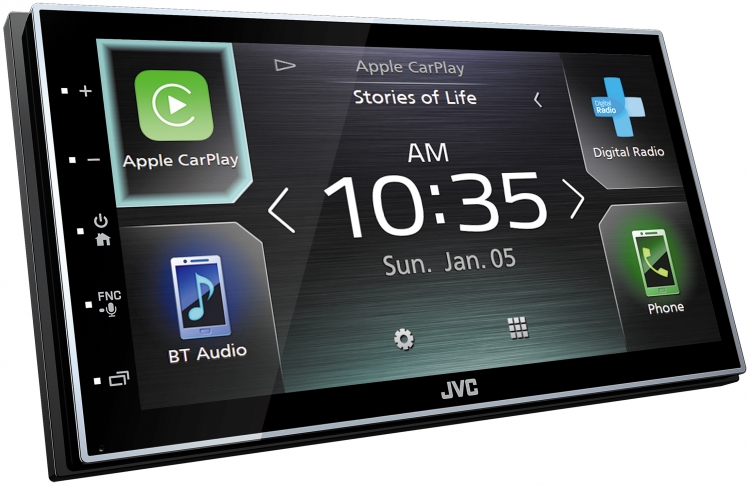 Apple CarPlay
Stories of Life
Apple CarPlay
Digital
Radio
Digital Radio
AM
10:35
Sun. Jan. 05
BT Audio
Phone
+
−
FNC
JVC